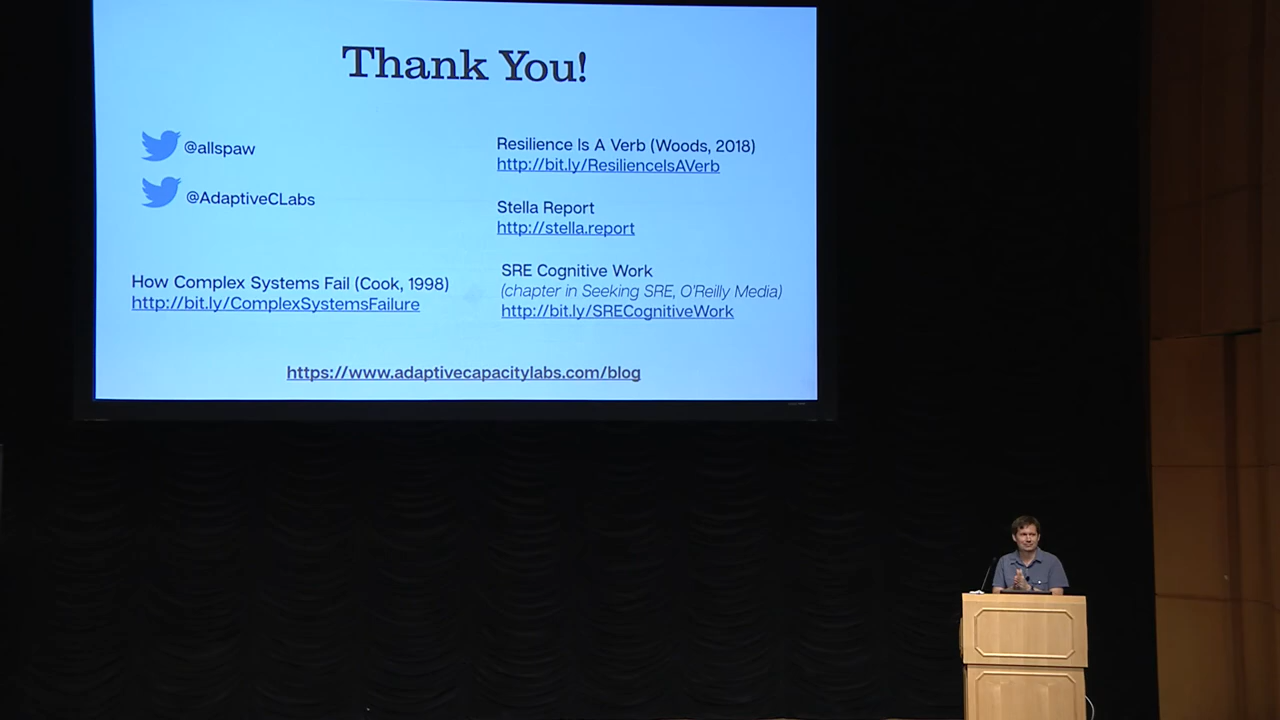 Thank You!
@allspaw
@AdaptiveCLabs
How Complex Systems Fail (Cook, 1998)
http://bit.ly/ComplexSystemsFailure
Resilience Is A Verb (Woods, 2018)
http://bit.ly/ResilienceIsAVerb
Stella Report
http://stella.report
SRE Cognitive Work
(chapter in Seeking SRE, O'Reilly Media)
http://bit.ly/SRECognitiveWork
https://www.adaptivecapacitylabs.com/blog